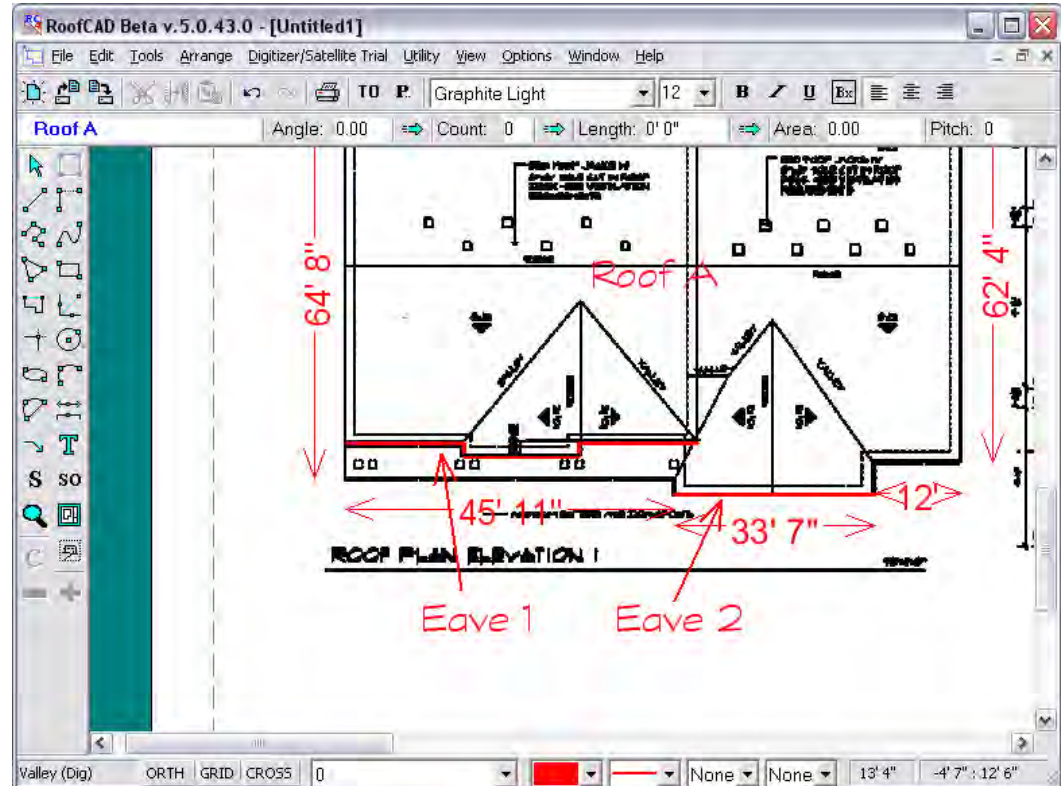 RoofCAD Beta v.5.0.43.0 - [Untitled1]
File Edit Tools Arrange Digitizer/Satellite Trial Utility View Options Window Help
TO P. Graphite Light 12 B I U Bx
Roof A Angle: 0.00 Count: 0 Length: 0' 0" Area: 0.00 Pitch: 0
Roof A
64' 8"
62' 4"
VALLEY
VALLEY
VALLEY
VALLEY
T
S SO
C
45' 11"
12'
33' 7"
ROOF PLAN ELEVATION 1
Eave 1 Eave 2
Valley (Dig) ORTH GRID CROSS 0 None None 13' 4" -4' 7" : 12' 6"